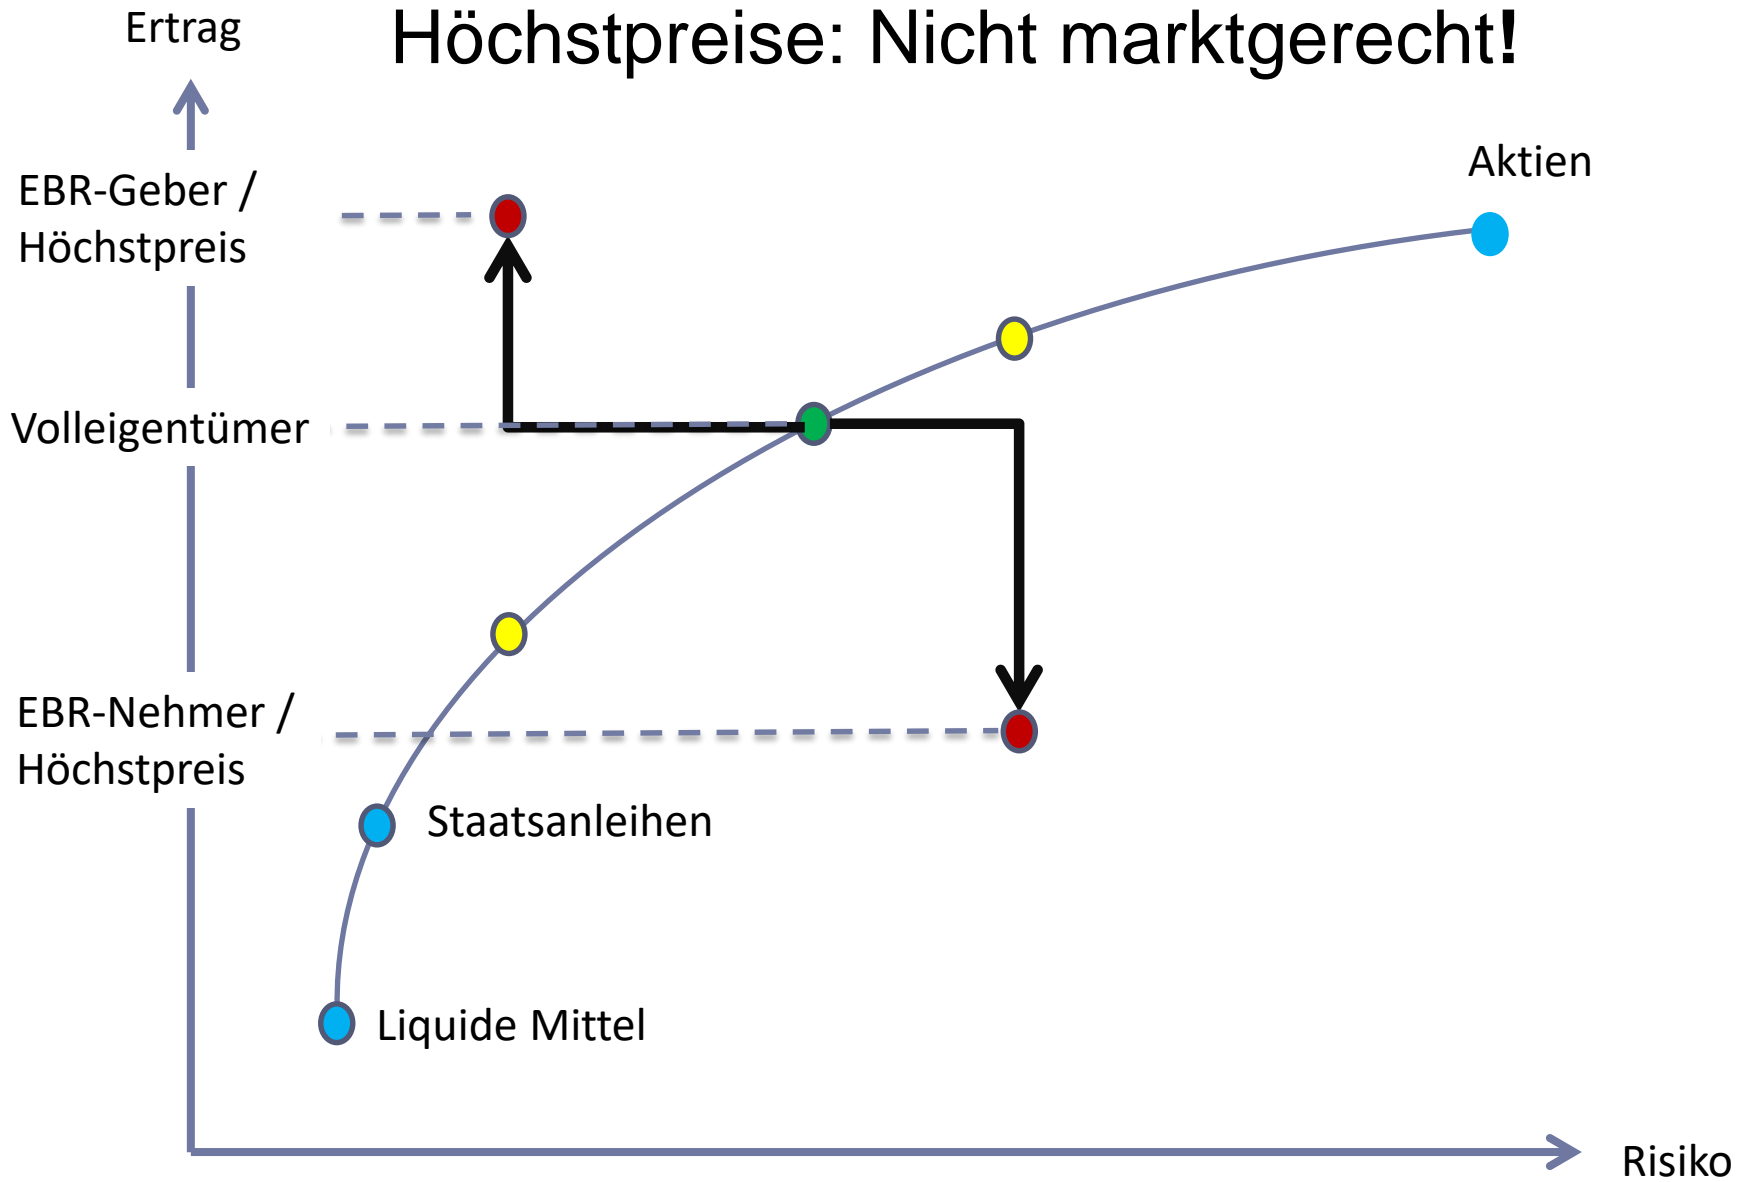 Höchstpreise: Nicht marktgerecht!
Ertrag
Aktien
EBR-Geber /
Höchstpreis
Volleigentümer
EBR-Nehmer /
Höchstpreis
Staatsanleihen
Liquide Mittel
Risiko